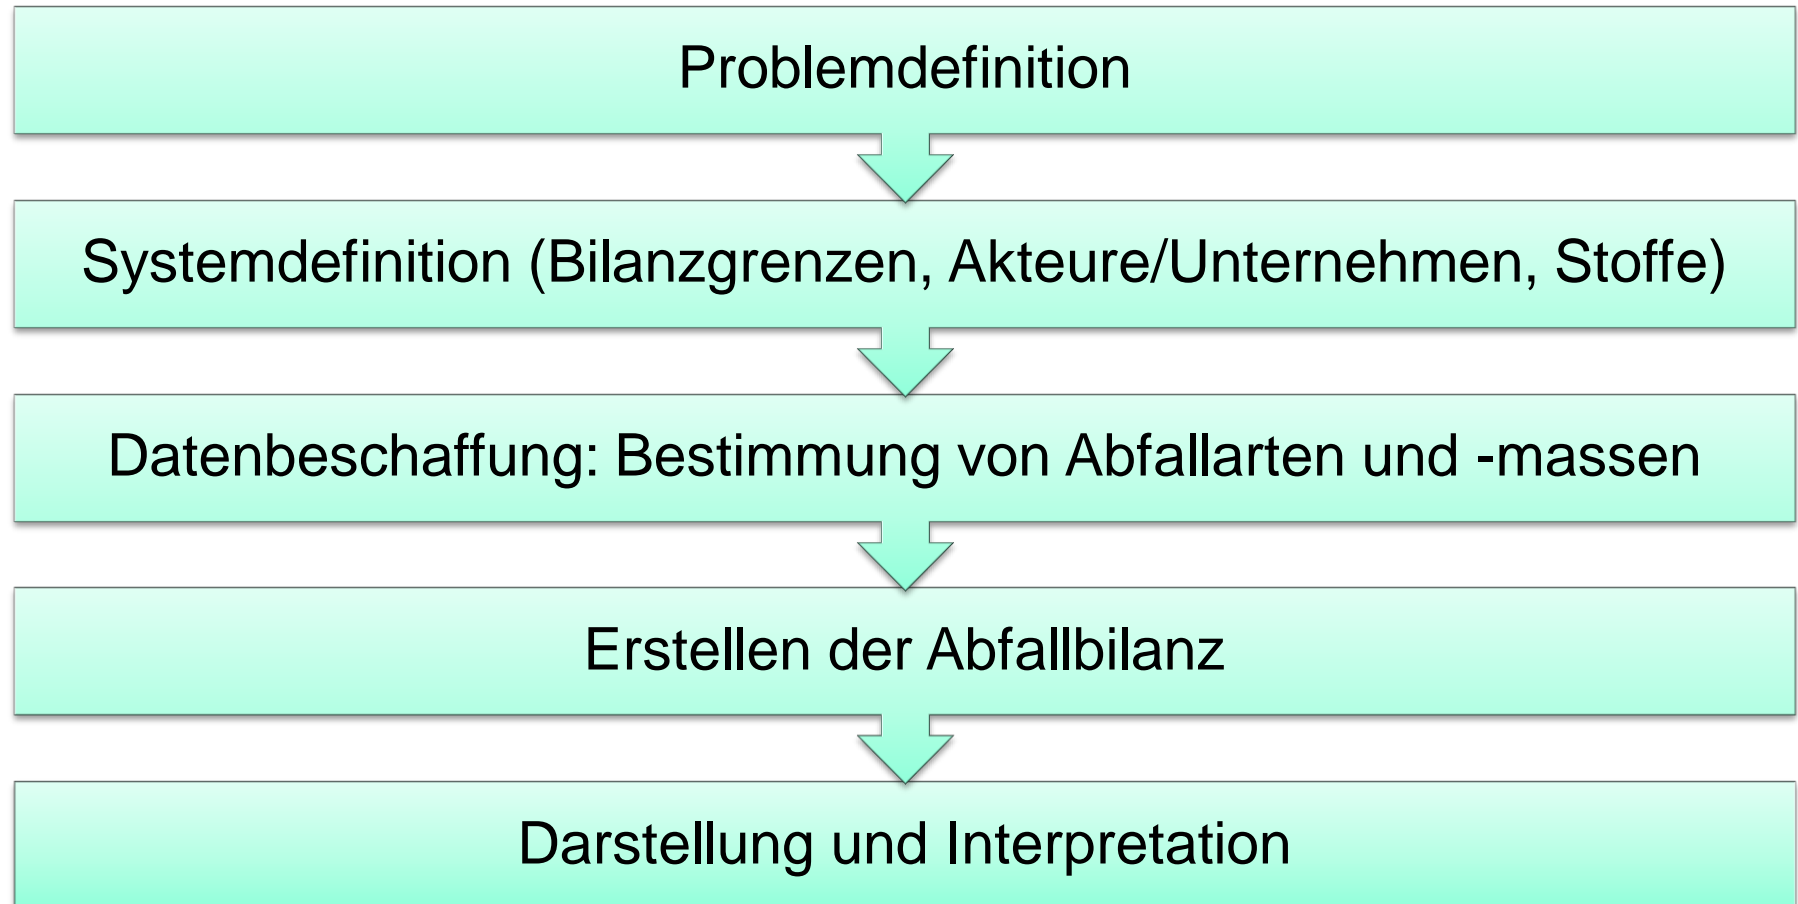 Problemdefinition
Systemdefinition (Bilanzgrenzen, Akteure/Unternehmen, Stoffe)
Datenbeschaffung: Bestimmung von Abfallarten und -massen
Erstellen der Abfallbilanz
Darstellung und Interpretation